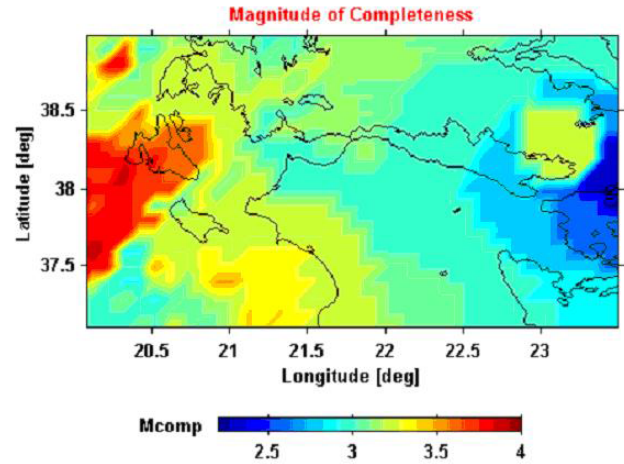 Magnitude of Completeness
38.5
38
37.5
Latitude [deg]
20.5 21 21.5 22 22.5 23
Longitude [deg]
Mcomp
2.5 3 3.5 4